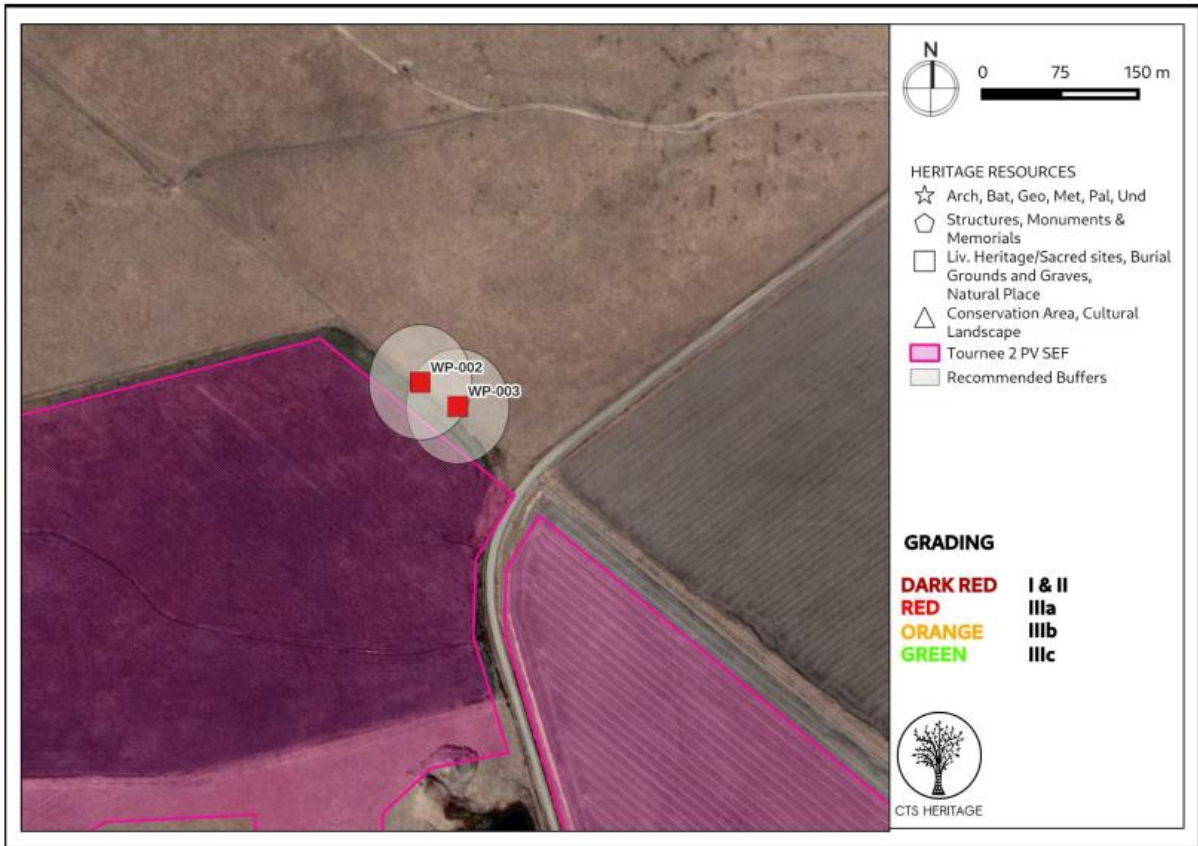 WP-002
WP-003
N
0 75 150 m
HERITAGE RESOURCES
Arch, Bat, Geo, Met, Pal, Und
Structures, Monuments &
Memorials
Liv. Heritage/Sacred sites, Burial
Grounds and Graves,
Natural Place
Conservation Area, Cultural
Landscape
Tournee 2 PV SEF
Recommended Buffers
GRADING
DARK RED I & II
RED IIIa
ORANGE IIIb
GREEN IIIc
CTS HERITAGE